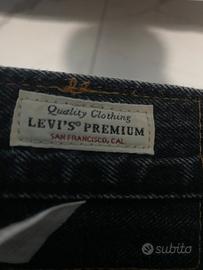 Quality Clothing
LEVI'S® PREMIUM
SAN FRANCISCO, CAL.
subito